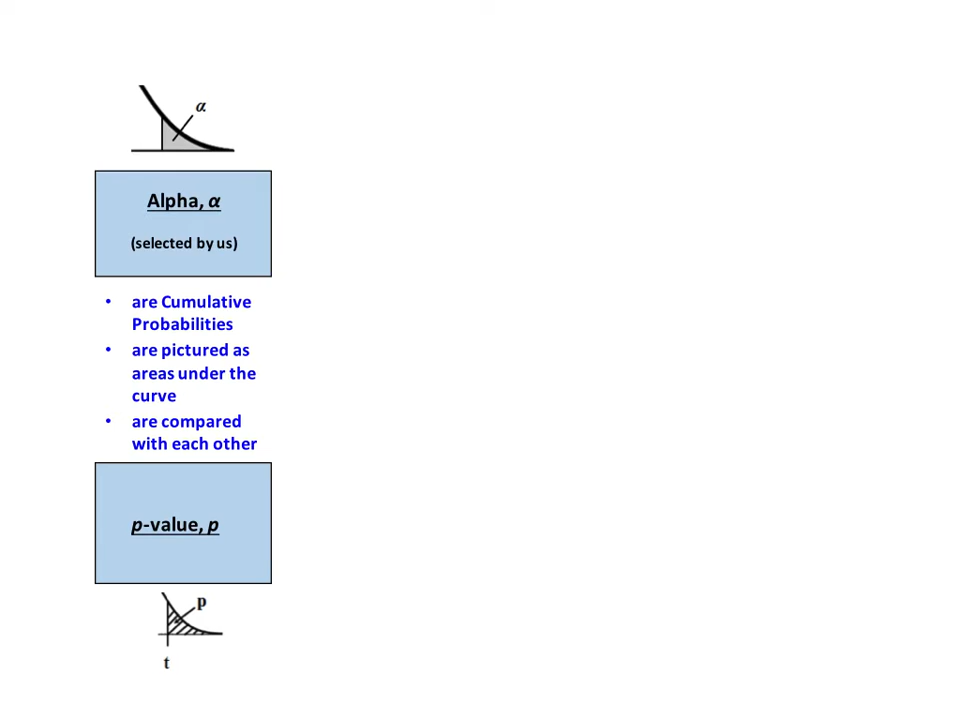 α
Alpha, α
(selected by us)
• are Cumulative
Probabilities
• are pictured as
areas under the
curve
• are compared
with each other
p-value, p
p
t